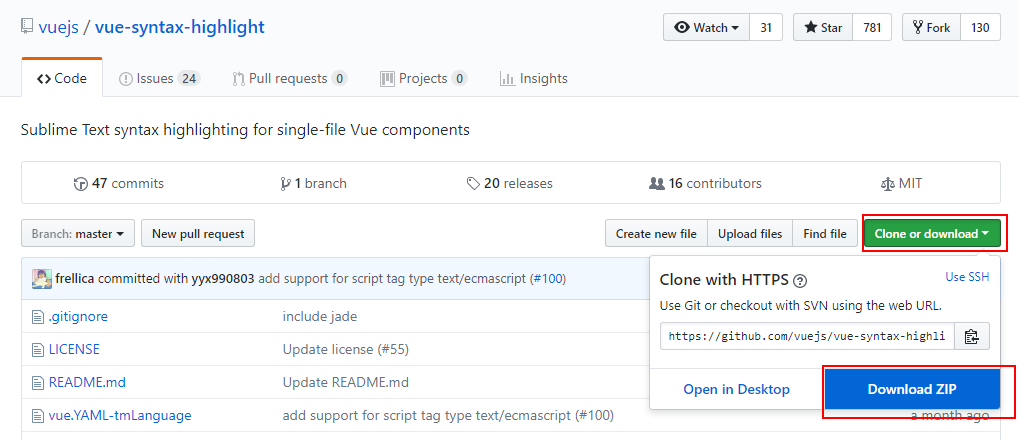 vuejs / vue-syntax-highlight Watch 31 Star 781 Fork 130
Code Issues 24 Pull requests 0 Projects 0 Insights
Sublime Text syntax highlighting for single-file Vue components
47 commits 1 branch 20 releases 16 contributors MIT
Branch: master New pull request Create new file Upload files Find file Clone or download
frellica committed with yyx990803 add support for script tag type text/ecmascript (#100)
Clone with HTTPS ? Use SSH
Use Git or checkout with SVN using the web URL.
.gitignore include jade
https://github.com/vuejs/vue-syntax-highli
LICENSE Update license (#55)
README.md Update README.md
Open in Desktop Download ZIP
vue.YAML-tmLanguage add support for script tag type text/ecmascript (#100) a month ago